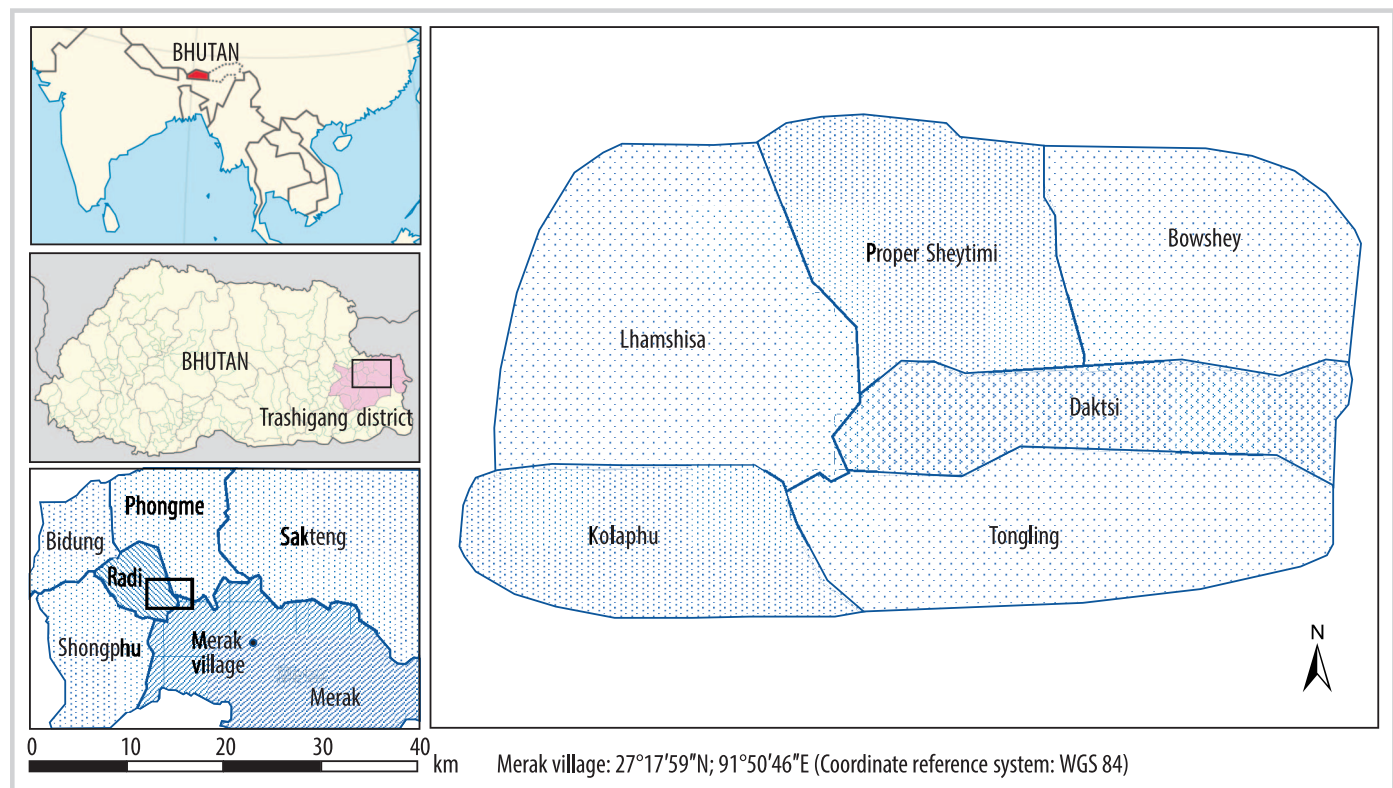 BHUTAN
BHUTAN
Trashigang district
Phongme
Bidung
Sakteng
Radi
Shongphu
Merak
village
Merak
0 10 20 30 40 km
Proper Sheytimi
Bowshey
Lhamshisa
Daktsi
Kolaphu
Tongling
N
Merak village: 27°17′59″N; 91°50′46″E (Coordinate reference system: WGS 84)